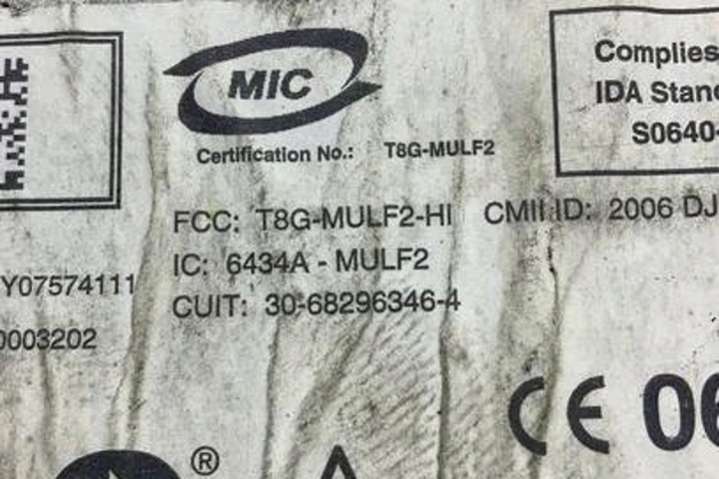 MIC
Complies
IDA
S0640-
Certification No.: T8G-MULF2
FCC: T8G-MULF2-HI CMII ID: 2006 DJ
IC: 6434A - MULF2
Y07574111
CUIT: 30-68296346-4
0003202
CE 06
®